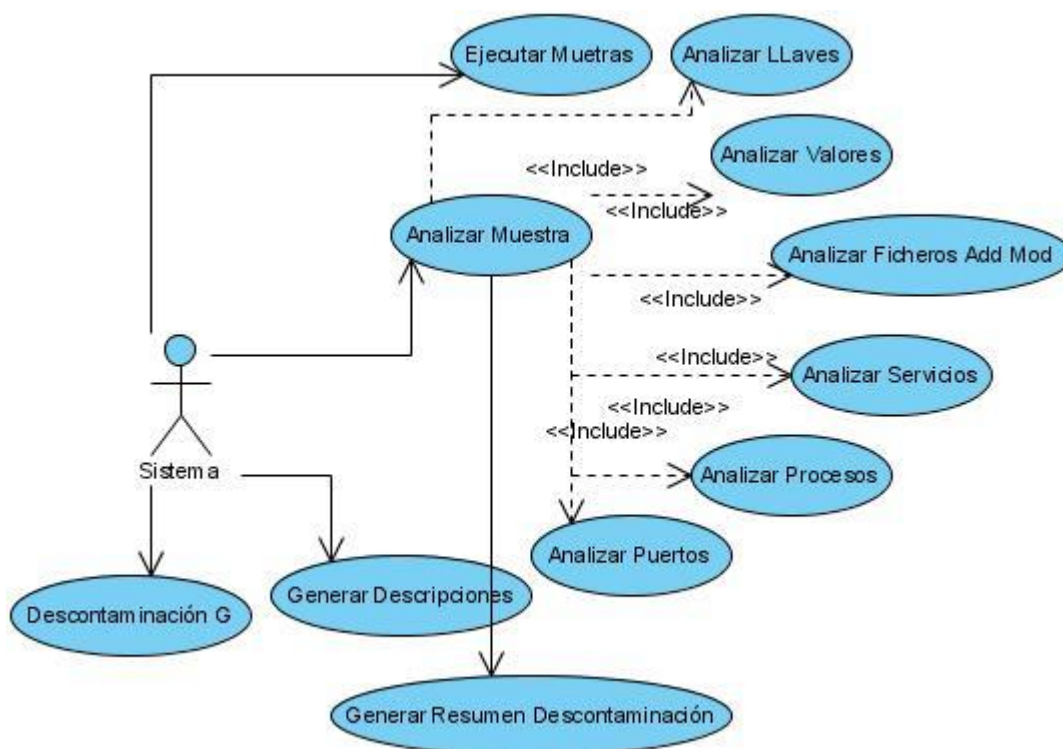 Ejecutar Muetras
Analizar LLaves
Analizar Valores
<<Include>>
<<Include>>
Analizar Muestra
Analizar Ficheros Add Mod
<<Include>>
<<Include>>
Analizar Servicios
<<Include>>
<<Include>>
Sistema
Analizar Procesos
Analizar Puertos
Generar Descripciones
Descontaminación G
Generar Resumen Descontaminación